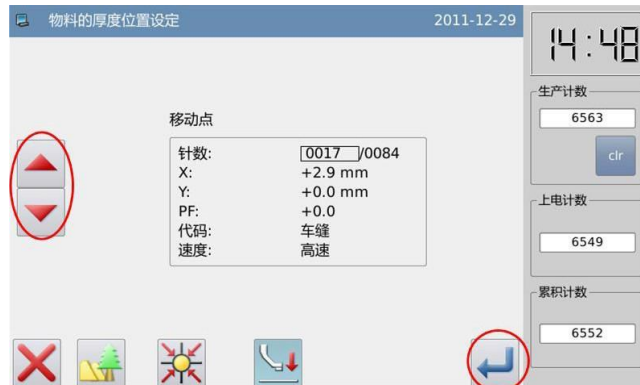 物料的厚度位置设定 2011-12-29
14:48
移动点
针数: 0017 /0084
X: +2.9 mm
Y: +0.0 mm
PF: +0.0
代码: 车缝
速度: 高速
生产计数
6563
clr
上电计数
6549
累积计数
6552